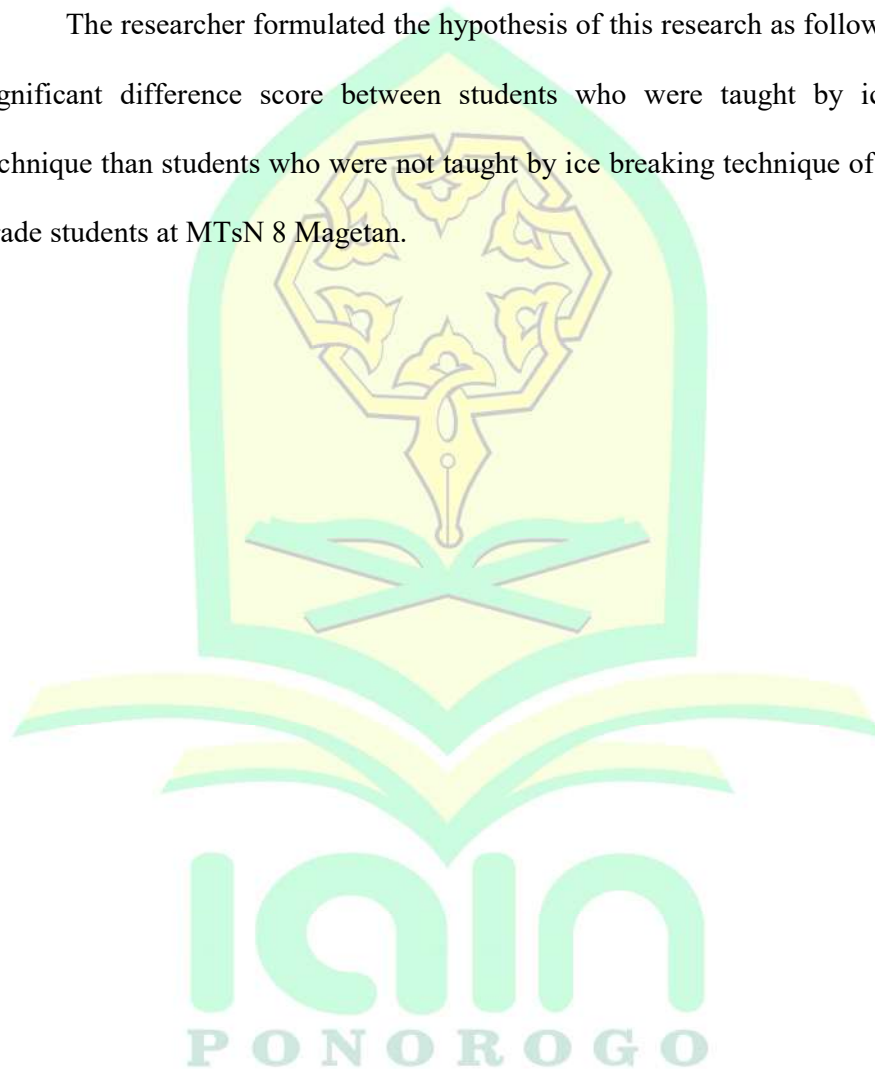 The researcher formulated the hypothesis of this research as follow
gnificant difference score between students who were taught by ic
chnique than students who were not taught by ice breaking technique of
ade students at MTsN 8 Magetan.
iain
PONOROGO